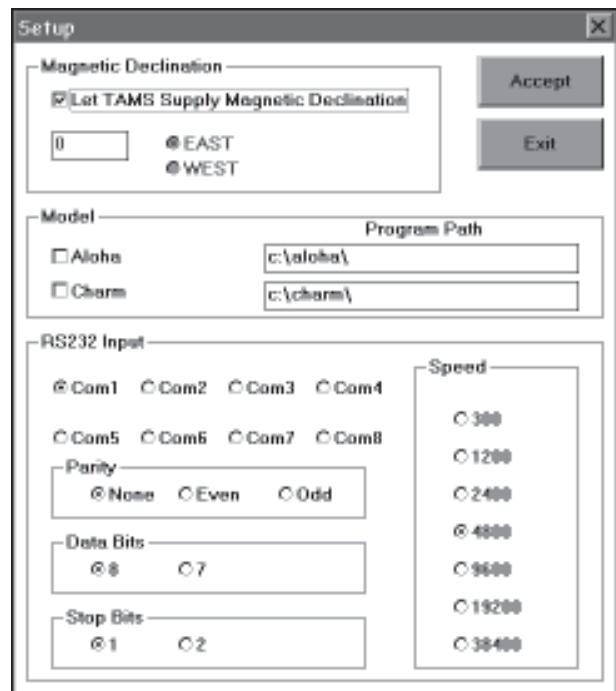 Setup
Magnetic Declination
Let TAMS Supply Magnetic Declination
0
EAST
WEST
Accept
Exit
Model
Program Path
Aloha
c:\aloha\
Charm
c:\charm\
RS232 Input
Com1 Com2 Com3 Com4
Com5 Com6 Com7 Com8
Parity
None Even Odd
Data Bits
8 7
Stop Bits
1 2
Speed
300
1200
2400
4800
9600
19200
38400